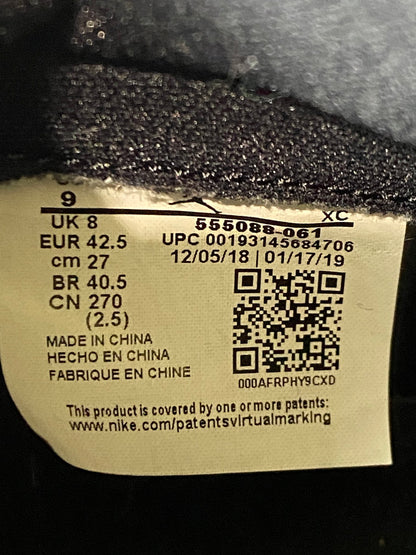 9
XC
UK 8
555088-061
EUR 42.5
UPC 00193145684706
cm 27
12/05/18 | 01/17/19
BR 40.5
CN 270
(2.5)
MADE IN CHINA
HECHO EN CHINA
FABRIQUE EN CHINE
000AFRPHY9CXD
This product is covered by one or more patents:
www.nike.com/patentsvirtualmarking